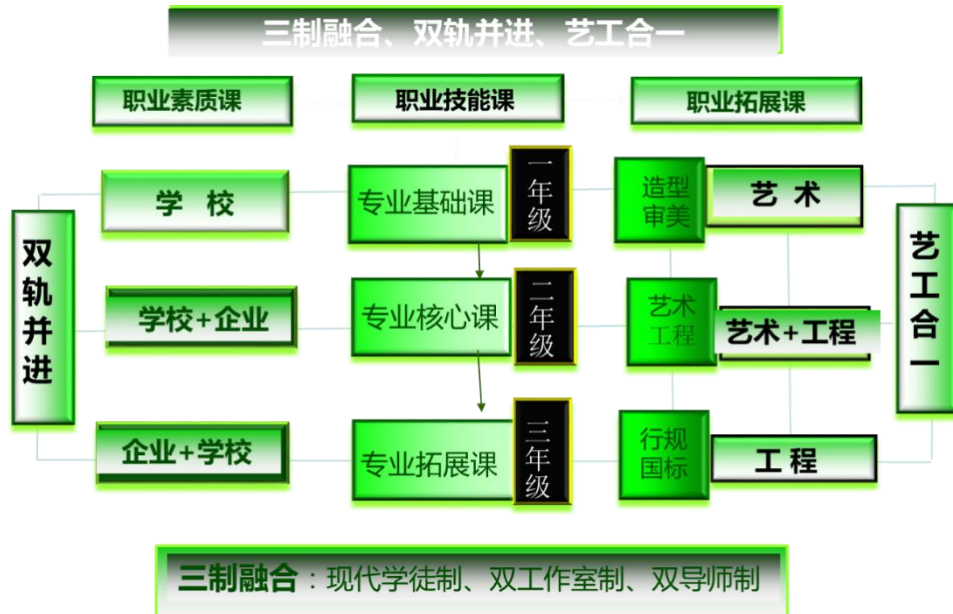 三制融合、双轨并进、艺工合一
职业素质课
职业技能课
职业拓展课
双轨并进
学 校
专业基础课
一年级
造型
审美
艺 术
艺工合一
学校+企业
专业核心课
二年级
艺术
工程
艺术+工程
企业+学校
专业拓展课
三年级
行规
国标
工 程
三制融合：现代学徒制、双工作室制、双导师制